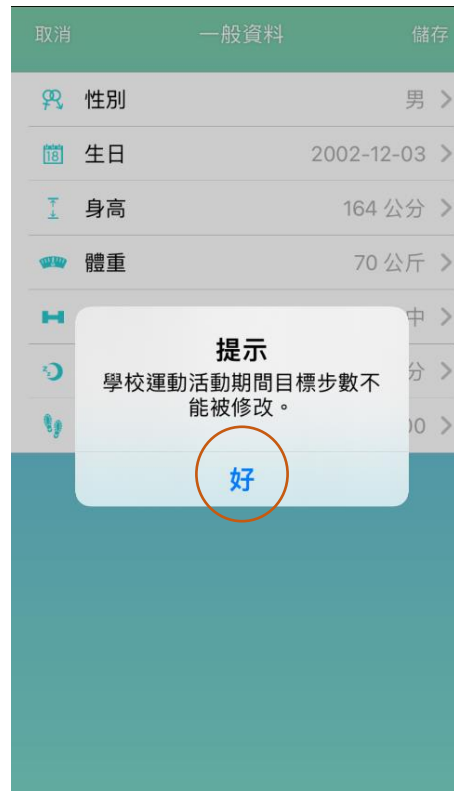 取消 一般資料 儲存
性別 男
18 生日 2002-12-03
身高 164 公分
體重 70 公斤
中
提示
學校運動活動期間目標步數不
分
能被修改。
00
好